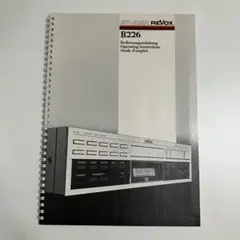 STUDER REVOX
B226
Bedienungsanleitung
Operating Instructions
Mode d'emploi